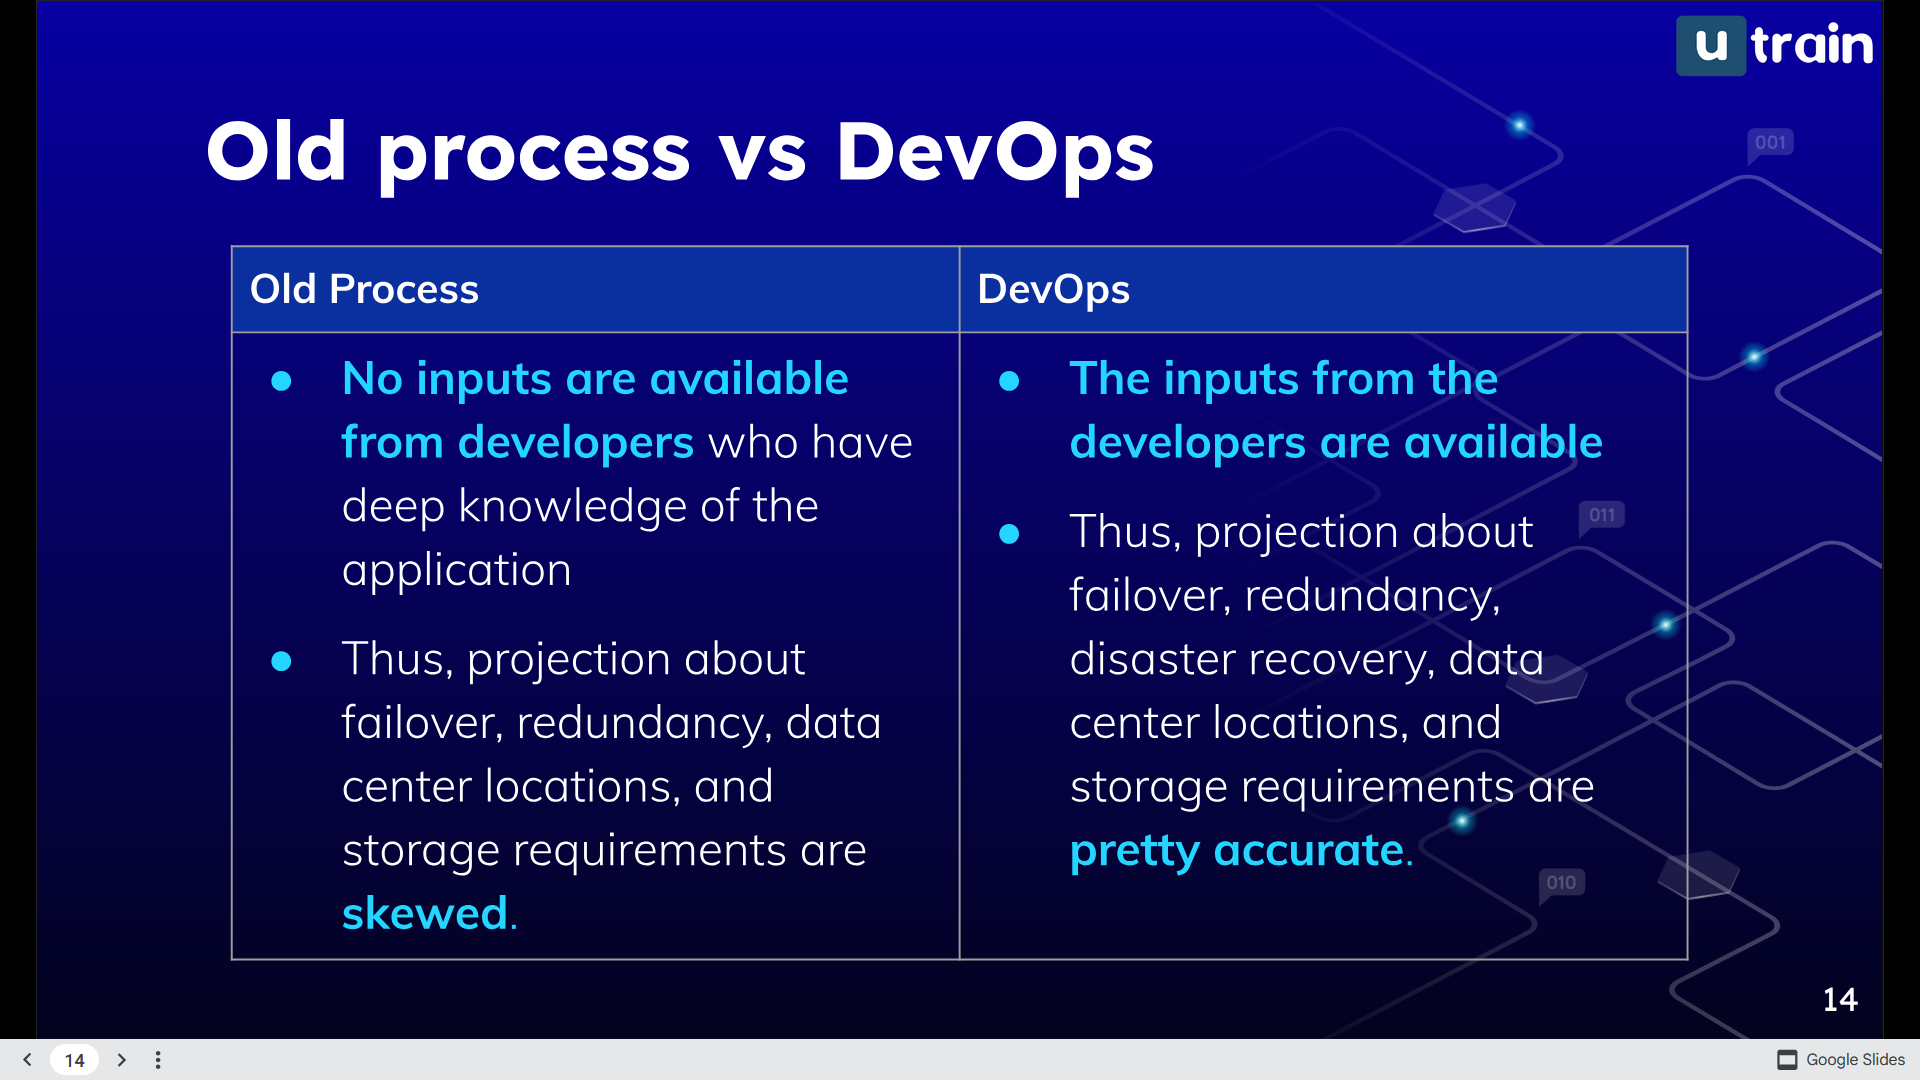 u train
001
Old process vs DevOps
Old Process
DevOps
● No inputs are available
from developers who have
deep knowledge of the
application
● Thus, projection about
failover, redundancy, data
center locations, and
storage requirements are
skewed.
● The inputs from the
developers are available
● Thus, projection about
failover, redundancy,
disaster recovery, data
center locations, and
storage requirements are
pretty accurate.
011
010
14
14
Google Slides